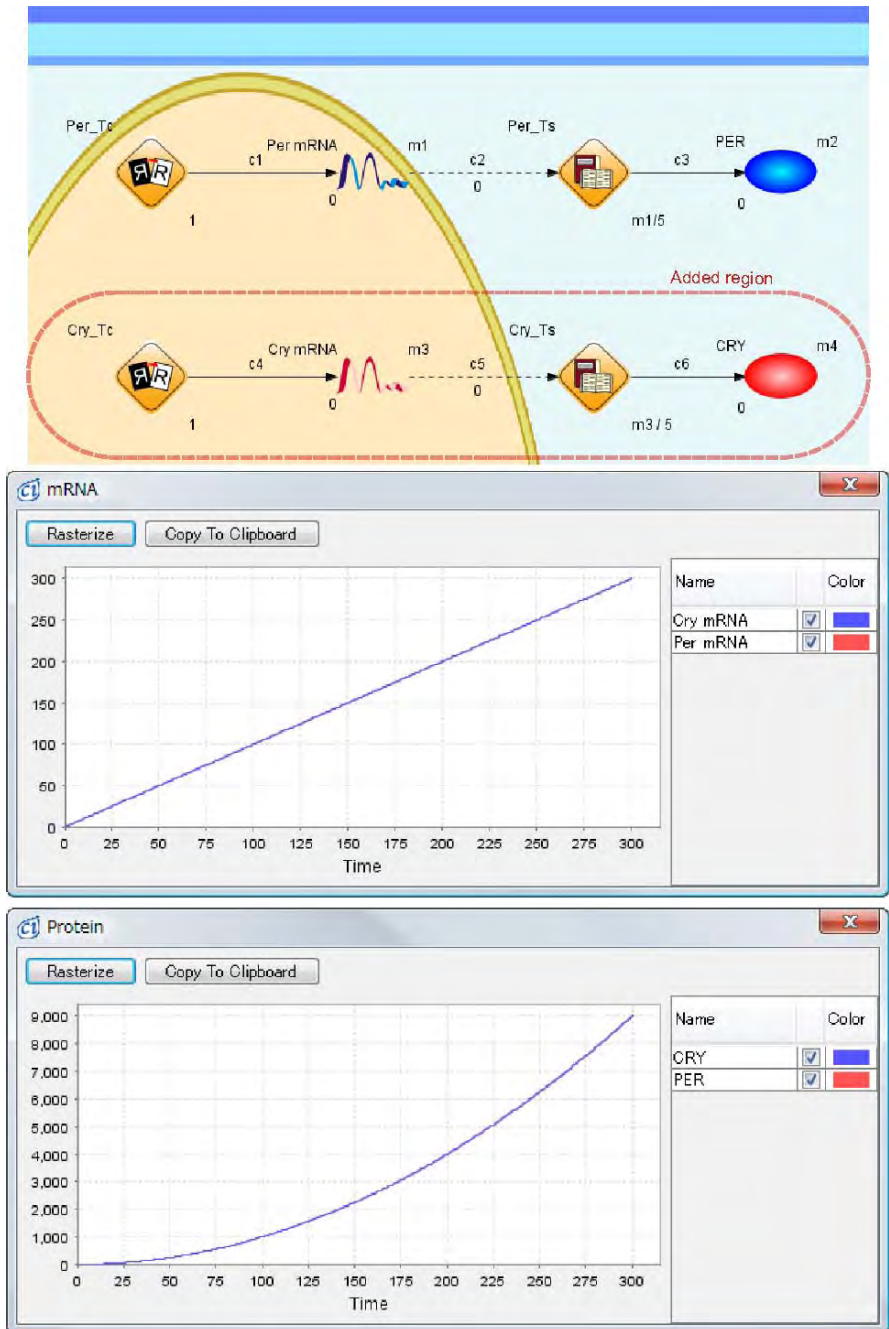 Per_Tc
Per mRNA
m1
Per_Ts
PER
m2
c1
c2
c3
0
0
0
1
m1/5
Added region
Cry_Tc
Cry mRNA
m3
Cry_Ts
CRY
m4
c4
c5
c6
0
0
0
1
m3 / 5
mRNA
Rasterize
Copy To Clipboard
Name
Color
Cry mRNA
Per mRNA
300
250
200
150
100
50
0
0 25 50 75 100 125 150 175 200 225 250 275 300
Time
Protein
Rasterize
Copy To Clipboard
Name
Color
CRY
PER
9,000
8,000
7,000
6,000
5,000
4,000
3,000
2,000
1,000
0
0 25 50 75 100 125 150 175 200 225 250 275 300
Time